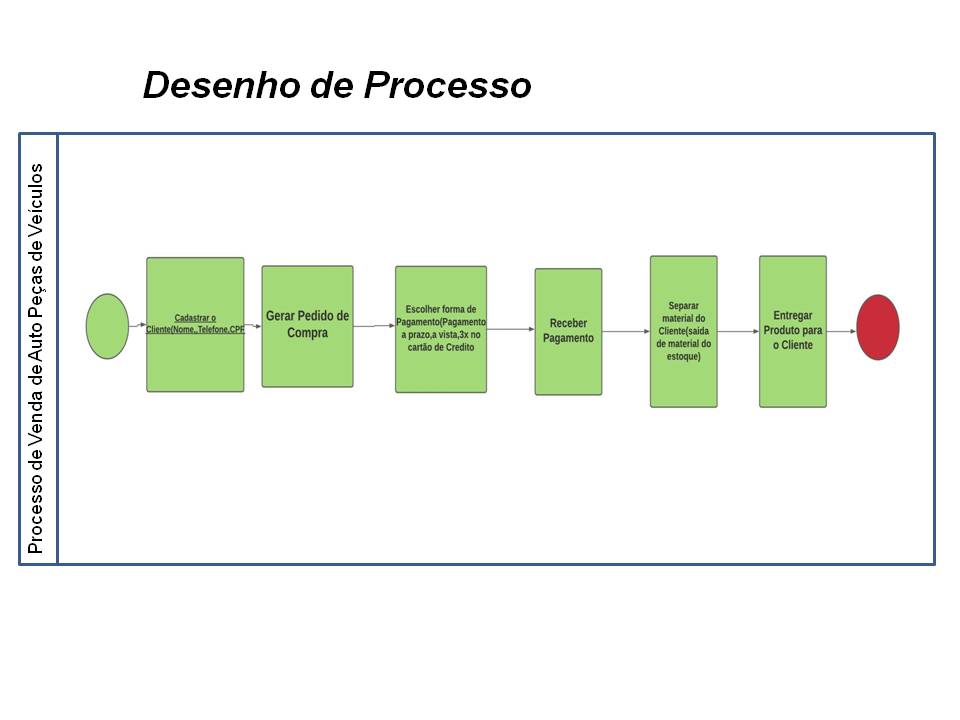 Desenho de Processo
Processo de Venda de Auto Peças de Veículos
Cadastrar o
Cliente(Nome,,Telefone,CPF
Gerar Pedido de
Compra
Escolher forma de
Pagamento(Pagamento
a prazo,a vista,3x no
cartão de Credito
Receber
Pagamento
Separar
material do
Cliente(saida
de material do
estoque)
Entregar
Produto para
o Cliente